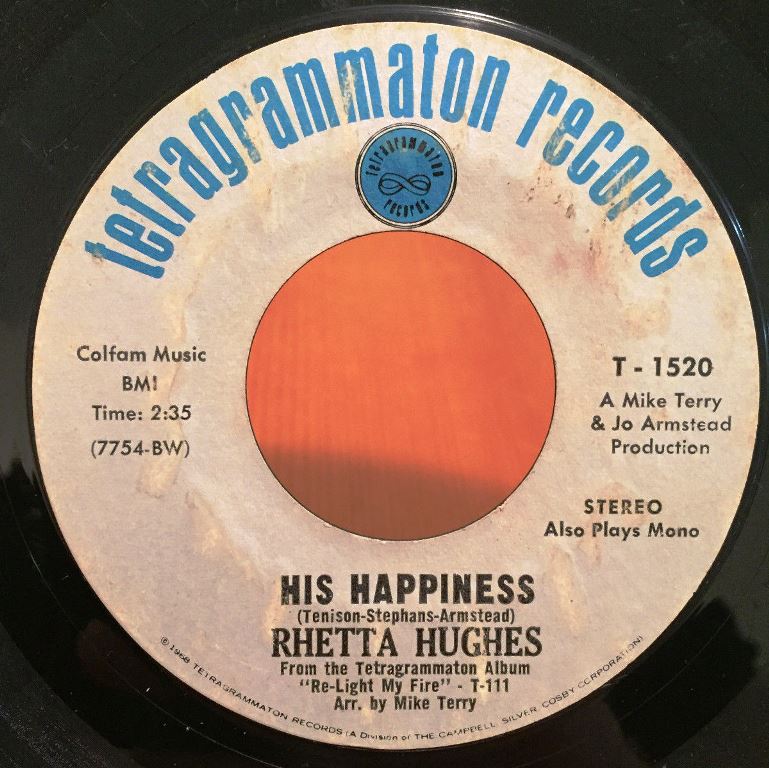 tetragrammaton records
tetragrammaton
records
Colfam Music
BMI
Time: 2:35
(7754-BW)
T - 1520
A Mike Terry
& Jo Armstead
Production
STEREO
Also Plays Mono
HIS HAPPINESS
(Tenison-Stephans-Armstead)
RHETTA HUGHES
From the Tetragrammaton Album
"Re-Light My Fire" - T-111
Arr. by Mike Terry
© 1968 TETRAGRAMMATON RECORDS (A Division of THE CAMPBELL SILVER COSBY CORPORATION)